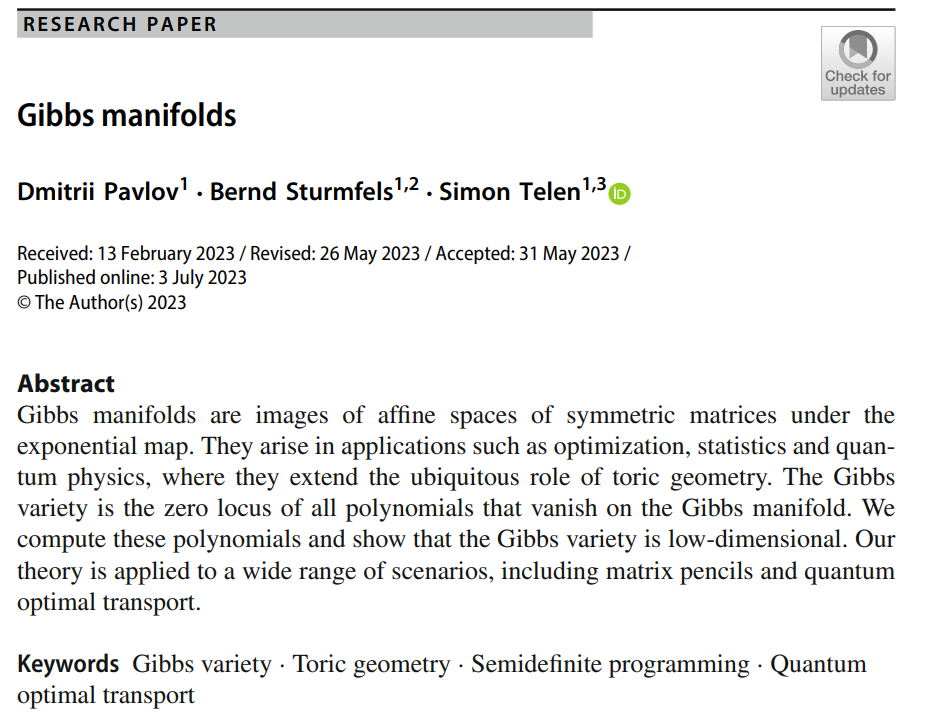 RESEARCH PAPER
Check for
updates
Gibbs manifolds
Dmitrii Pavlov1 · Bernd Sturmfels1,2 · Simon Telen1,3 iD
Received: 13 February 2023 / Revised: 26 May 2023 / Accepted: 31 May 2023 /
Published online: 3 July 2023
© The Author(s) 2023
Abstract
Gibbs manifolds are images of affine spaces of symmetric matrices under the
exponential map. They arise in applications such as optimization, statistics and quan-
tum physics, where they extend the ubiquitous role of toric geometry. The Gibbs
variety is the zero locus of all polynomials that vanish on the Gibbs manifold. We
compute these polynomials and show that the Gibbs variety is low-dimensional. Our
theory is applied to a wide range of scenarios, including matrix pencils and quantum
optimal transport.
Keywords Gibbs variety · Toric geometry · Semidefinite programming · Quantum
optimal transport